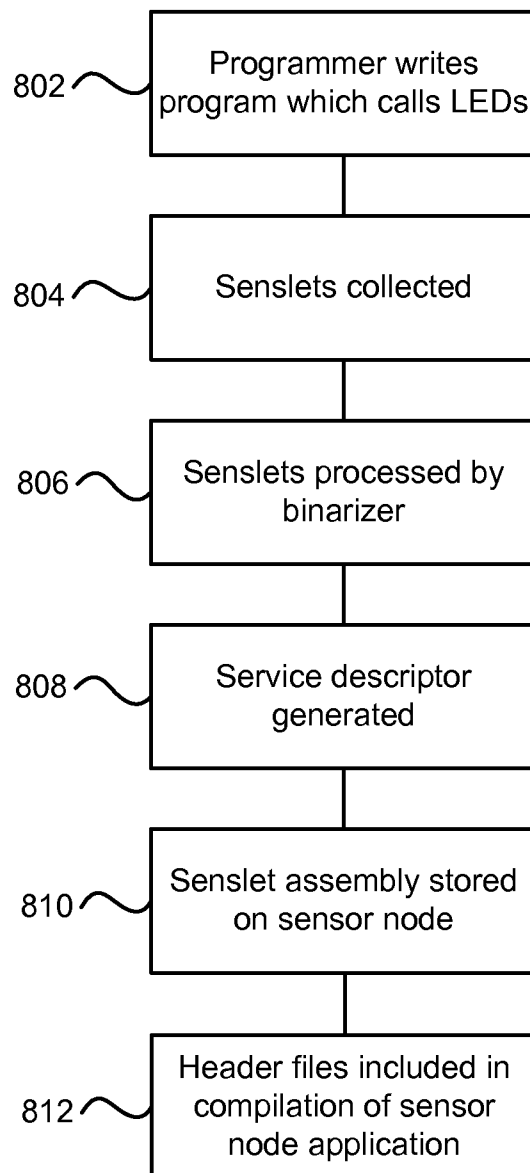 802
Programmer writes
program which calls LEDs
804
Senslets collected
806
Senslets processed by
binarizer
808
Service descriptor
generated
810
Senslet assembly stored
on sensor node
812
Header files included in
compilation of sensor
node application